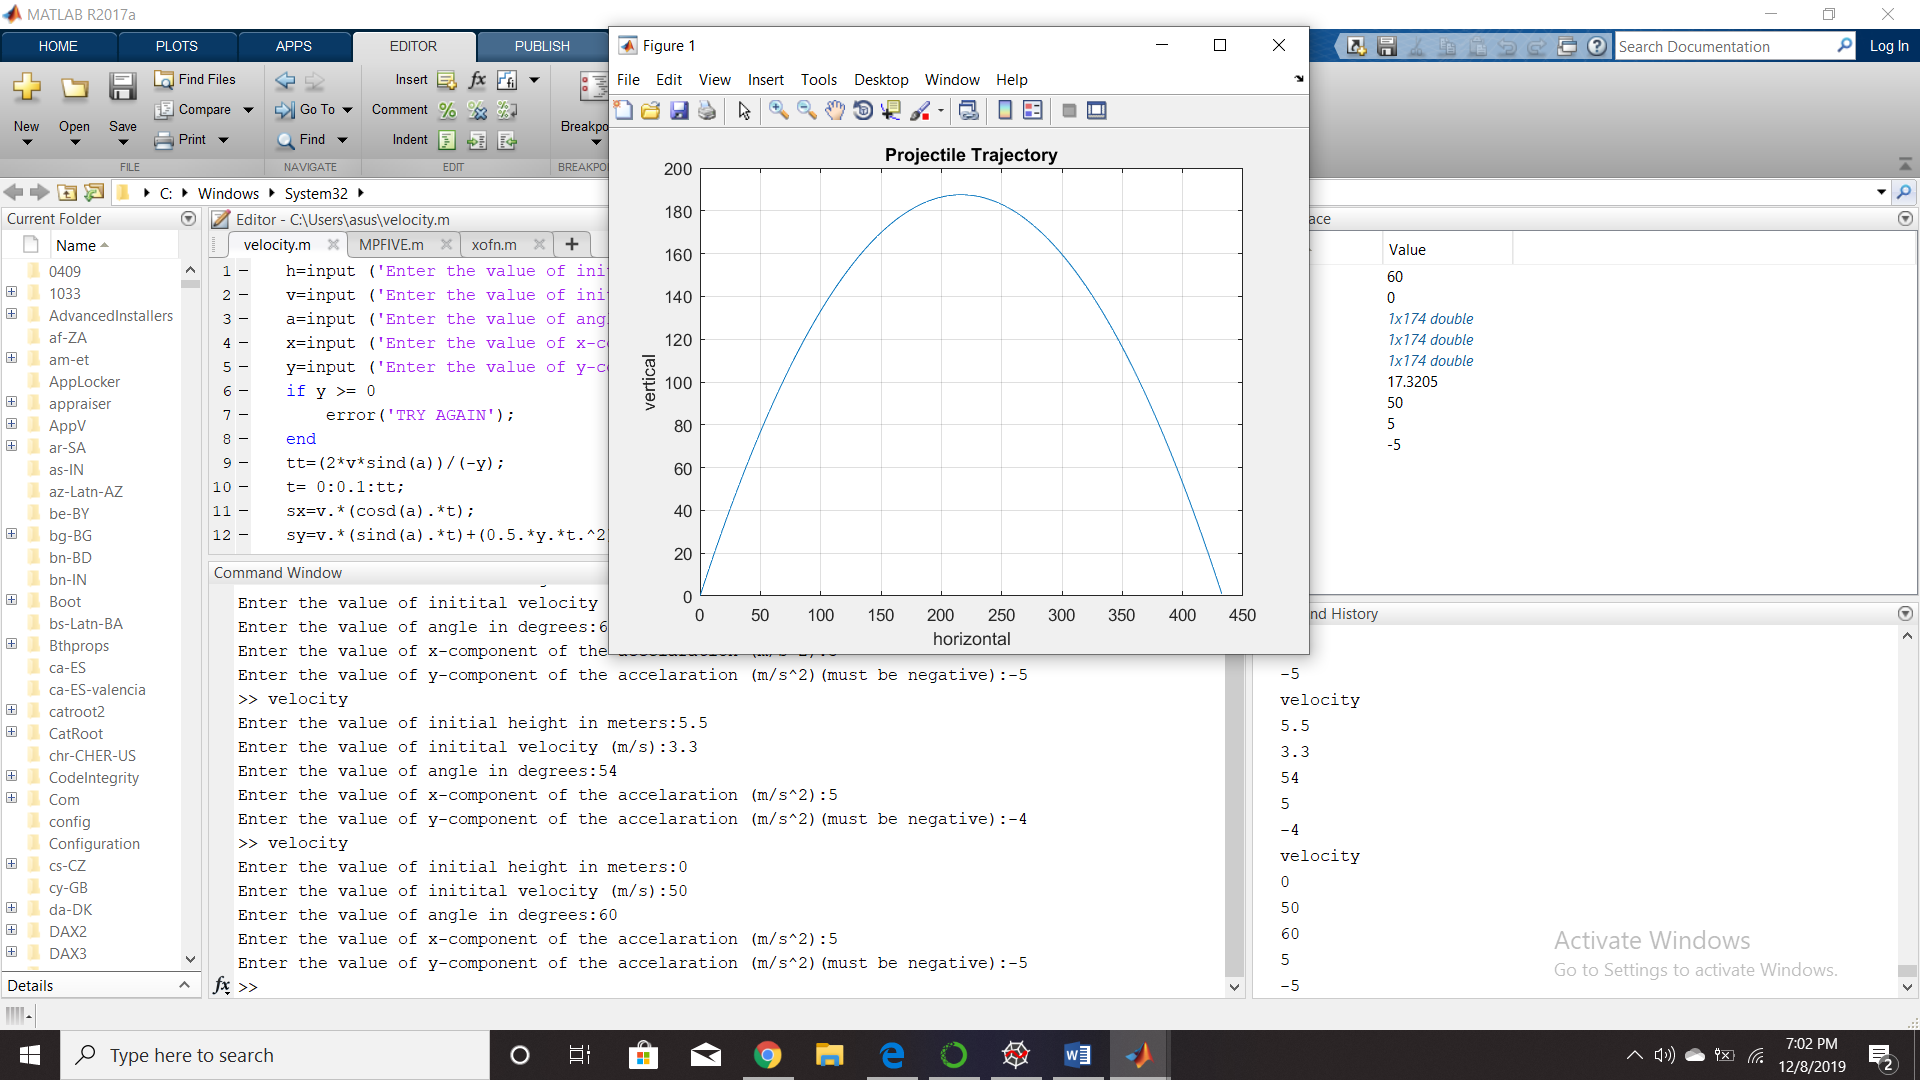 MATLAB R2017a
HOME PLOTS APPS EDITOR PUBLISH
Search Documentation Log In
New Open Save
Find Files
Compare
Print
FILE
Go To
Find
NAVIGATE
Insert
Comment
Indent
EDIT
Breakpo
BREAKPO
C: Windows System32
Current Folder
Name
0409
1033
AdvancedInstallers
af-ZA
am-et
AppLocker
appraiser
AppV
ar-SA
as-IN
az-Latn-AZ
be-BY
bg-BG
bn-BD
bn-IN
Boot
bs-Latn-BA
Bthprops
ca-ES
ca-ES-valencia
catroot2
CatRoot
chr-CHER-US
CodeIntegrity
Com
config
Configuration
cs-CZ
cy-GB
da-DK
DAX2
DAX3
Details
Editor - C:\Users\asus\velocity.m
velocity.m MPFIVE.m xofn.m
1 h=input ('Enter the value of ini
2 v=input ('Enter the value of ini
3 a=input ('Enter the value of ang
4 x=input ('Enter the value of x-c
5 y=input ('Enter the value of y-c
6 if y >= 0
7 error('TRY AGAIN');
8 end
9 tt=(2*v*sind(a))/(-y);
10 t= 0:0.1:tt;
11 sx=v.*(cosd(a).*t);
12 sy=v.*(sind(a).*t)+(0.5.*y.*t.^2
Command Window
Enter the value of initital velocity
Enter the value of angle in degrees:6
Enter the value of x-component of the
Enter the value of y-component of the accelaration (m/s^2)(must be negative):-5
>> velocity
Enter the value of initial height in meters:5.5
Enter the value of initital velocity (m/s):3.3
Enter the value of angle in degrees:54
Enter the value of x-component of the accelaration (m/s^2):5
Enter the value of y-component of the accelaration (m/s^2)(must be negative):-4
>> velocity
Enter the value of initial height in meters:0
Enter the value of initital velocity (m/s):50
Enter the value of angle in degrees:60
Enter the value of x-component of the accelaration (m/s^2):5
Enter the value of y-component of the accelaration (m/s^2)(must be negative):-5
fx >>
Figure 1
File Edit View Insert Tools Desktop Window Help
Projectile Trajectory
200
180
160
140
120
100
80
60
40
20
0
vertical
0 50 100 150 200 250 300 350 400 450
horizontal
ace
Value
60
0
1x174 double
1x174 double
1x174 double
17.3205
50
5
-5
nd History
-5
velocity
5.5
3.3
54
5
-4
velocity
0
50
60
5
-5
Activate Windows
Go to Settings to activate Windows.
Type here to search
7:02 PM
12/8/2019
2